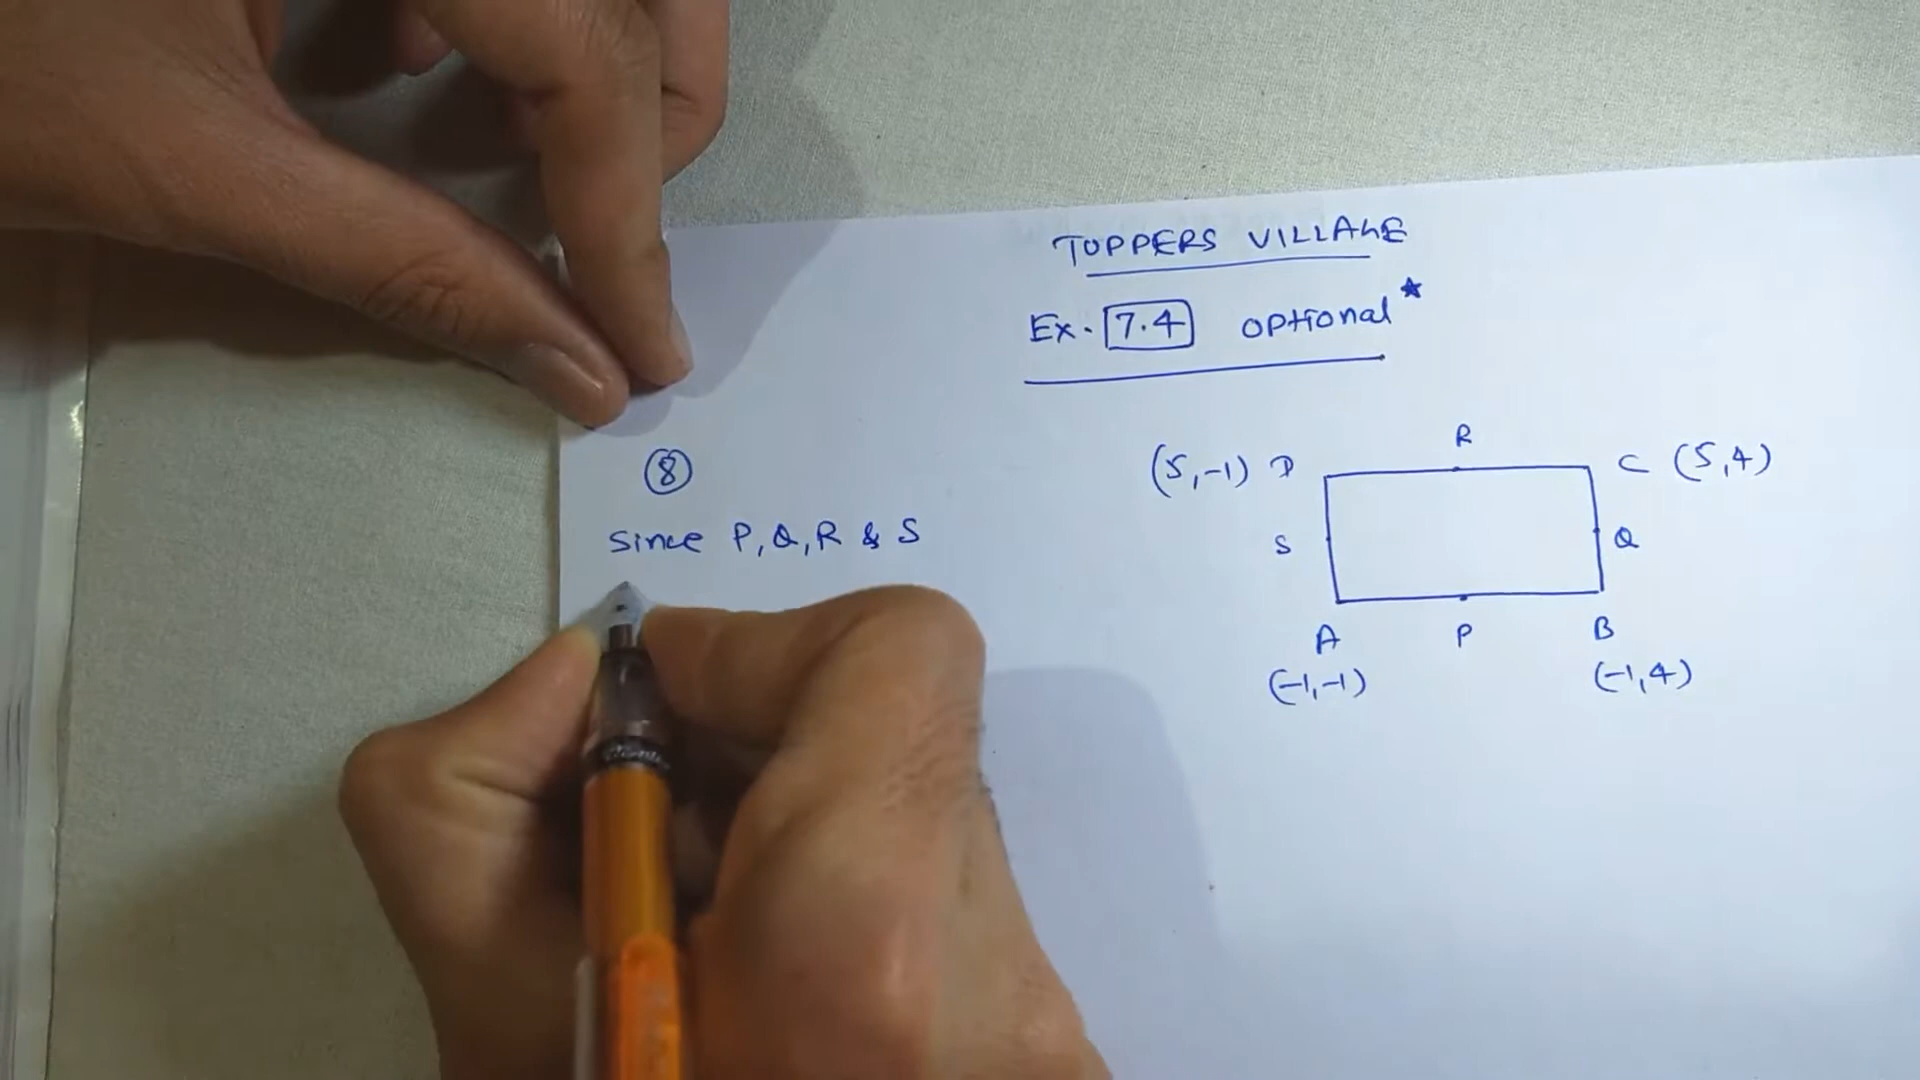 TOPPERS VILLAGE
Ex. 7.4 OPtional*
8
Since P, Q, R & S
R
(5,-1) D
C (5,4)
S
Q
A
P
B
(-1,-1)
(-1,4)